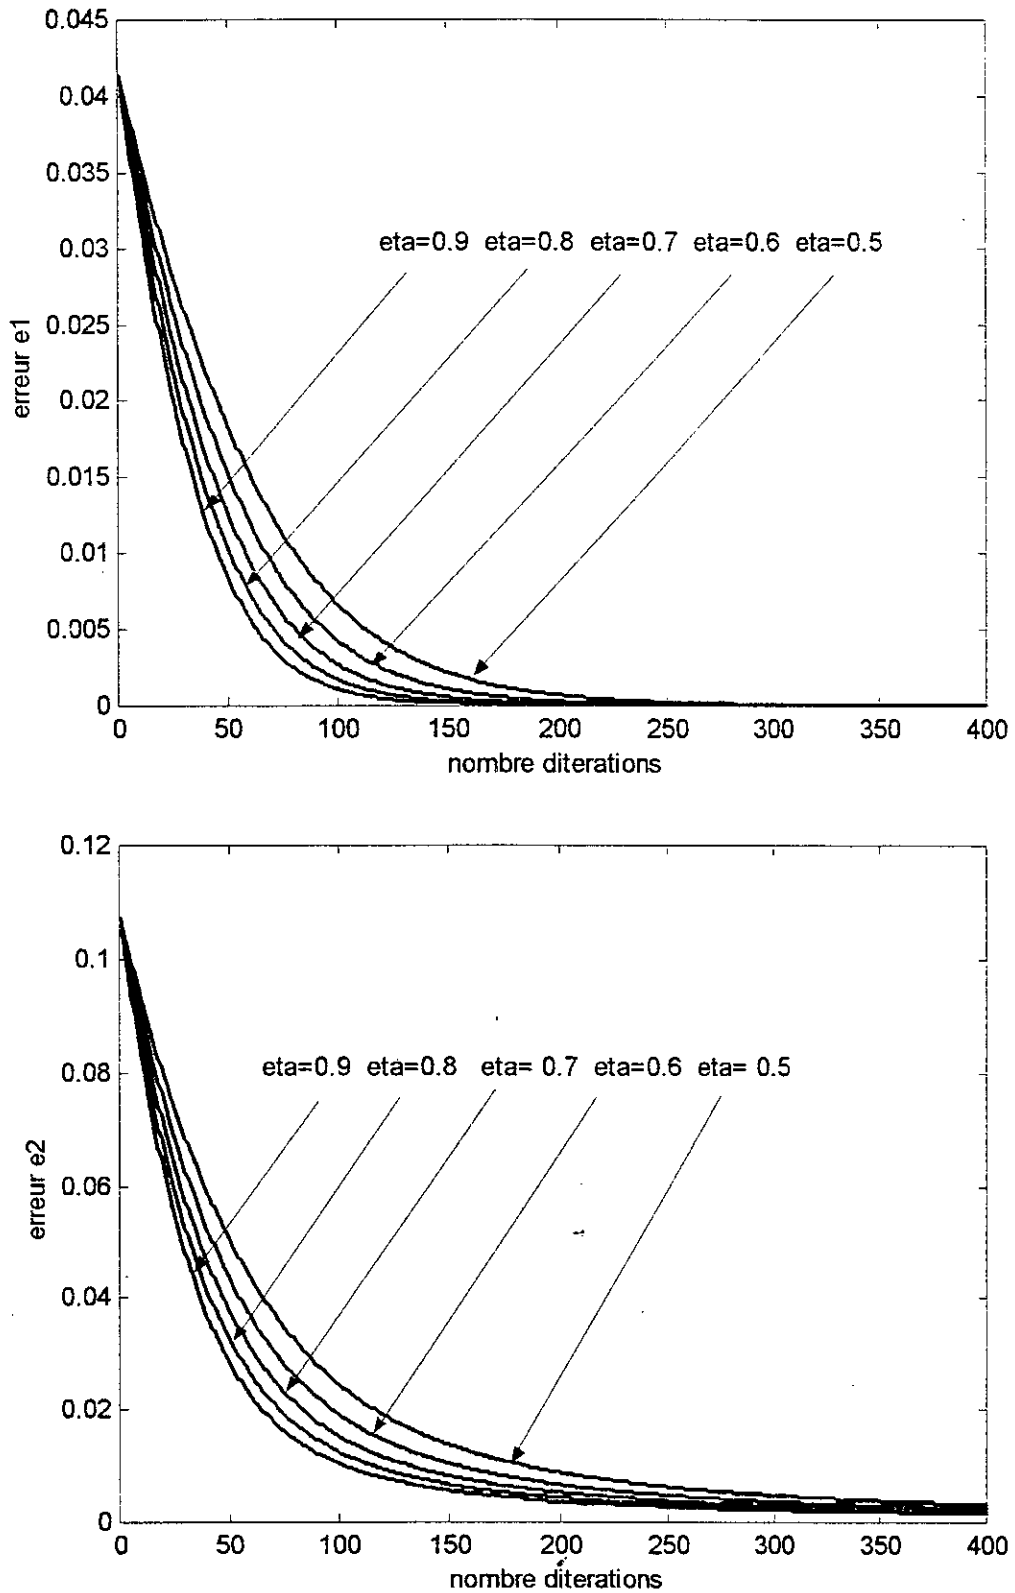 0.045
0.04
0.035
0.03
0.025
0.02
0.015
0.01
0.005
0
erreur e1
eta=0.9 eta=0.8 eta=0.7 eta=0.6 eta=0.5
0 50 100 150 200 250 300 350 400
nombre diterations
0.12
0.1
0.08
0.06
0.04
0.02
0
erreur e2
eta=0.9 eta=0.8 eta= 0.7 eta=0.6 eta= 0.5
0 50 100 150 200 250 300 350 400
nombre diterations